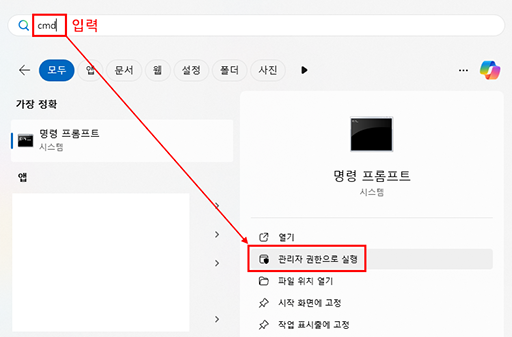 cmd 입력
모두 앱 문서 웹 설정 폴더 사진
가장 정확
명령 프롬프트
시스템
앱
명령 프롬프트
시스템
열기
관리자 권한으로 실행
파일 위치 열기
시작 화면에 고정
작업 표시줄에 고정